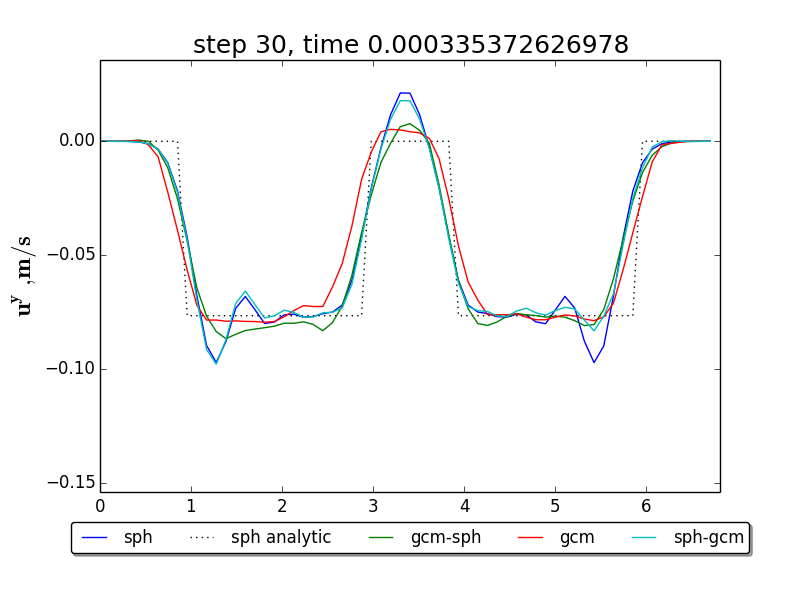 step 30, time 0.000335372626978
0.00
−0.05
−0.10
−0.15
u^y ,m/s
0 1 2 3 4 5 6
sph sph analytic gcm-sph gcm sph-gcm